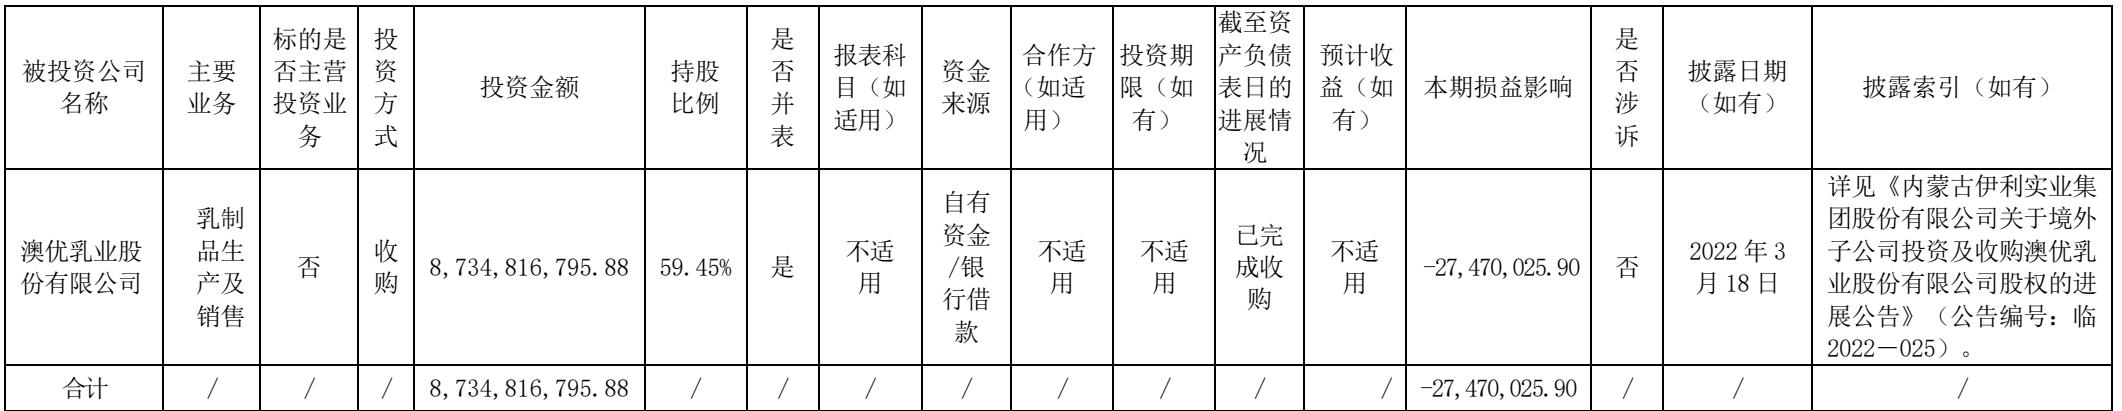 被投资公司
名称
主要
业务
标的是
否主营
投资业
务
投
资
方
式
投资金额
持股
比例
是
否
并
表
报表科
目（如
适用）
资金
来源
合作方
（如适
用）
投资期
限（如
有）
截至资
产负债
表日的
进展情
况
预计收
益（如
有）
本期损益影响
是
否
涉
诉
披露日期
（如有）
披露索引（如有）
澳优乳业股
份有限公司
乳制
品生
产及
销售
否
收
购
8,734,816,795.88
59.45%
是
不适
用
自有
资金
/银
行借
款
不适
用
不适
用
已完
成收
购
不适
用
-27,470,025.90
否
2022 年 3
月 18 日
详见《内蒙古伊利实业集
团股份有限公司关于境外
子公司投资及收购澳优乳
业股份有限公司股权的进
展公告》（公告编号：临
2022－025）。
合计
/
/
/
8,734,816,795.88
/
/
/
/
/
/
/
/
-27,470,025.90
/
/
/